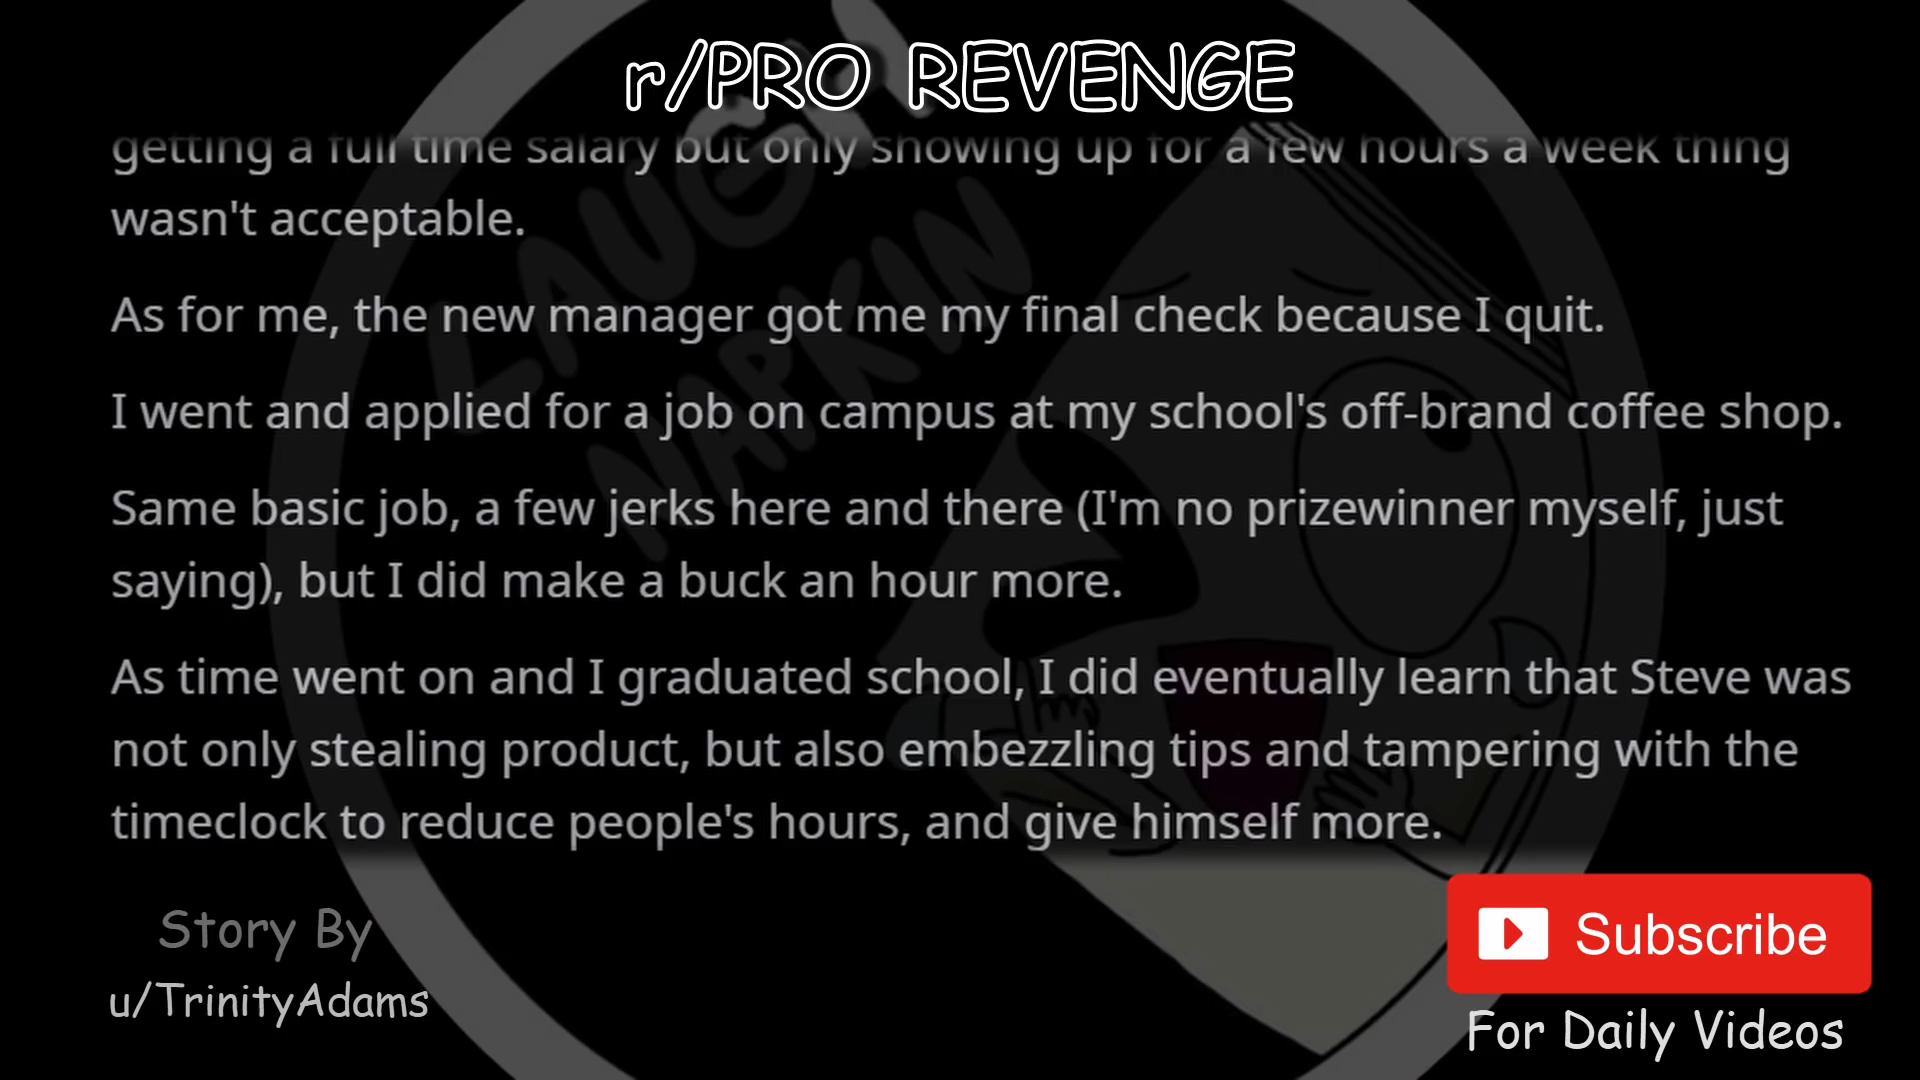 r/PRO REVENGE
getting a full time salary but only showing up for a few hours a week thing
wasn't acceptable.
As for me, the new manager got me my final check because I quit.
I went and applied for a job on campus at my school's off-brand coffee shop.
Same basic job, a few jerks here and there (I'm no prizewinner myself, just
saying), but I did make a buck an hour more.
As time went on and I graduated school, I did eventually learn that Steve was
not only stealing product, but also embezzling tips and tampering with the
timeclock to reduce people's hours, and give himself more.
LAUGHY
NAPKIN
Story By
u/TrinityAdams
Subscribe
For Daily Videos